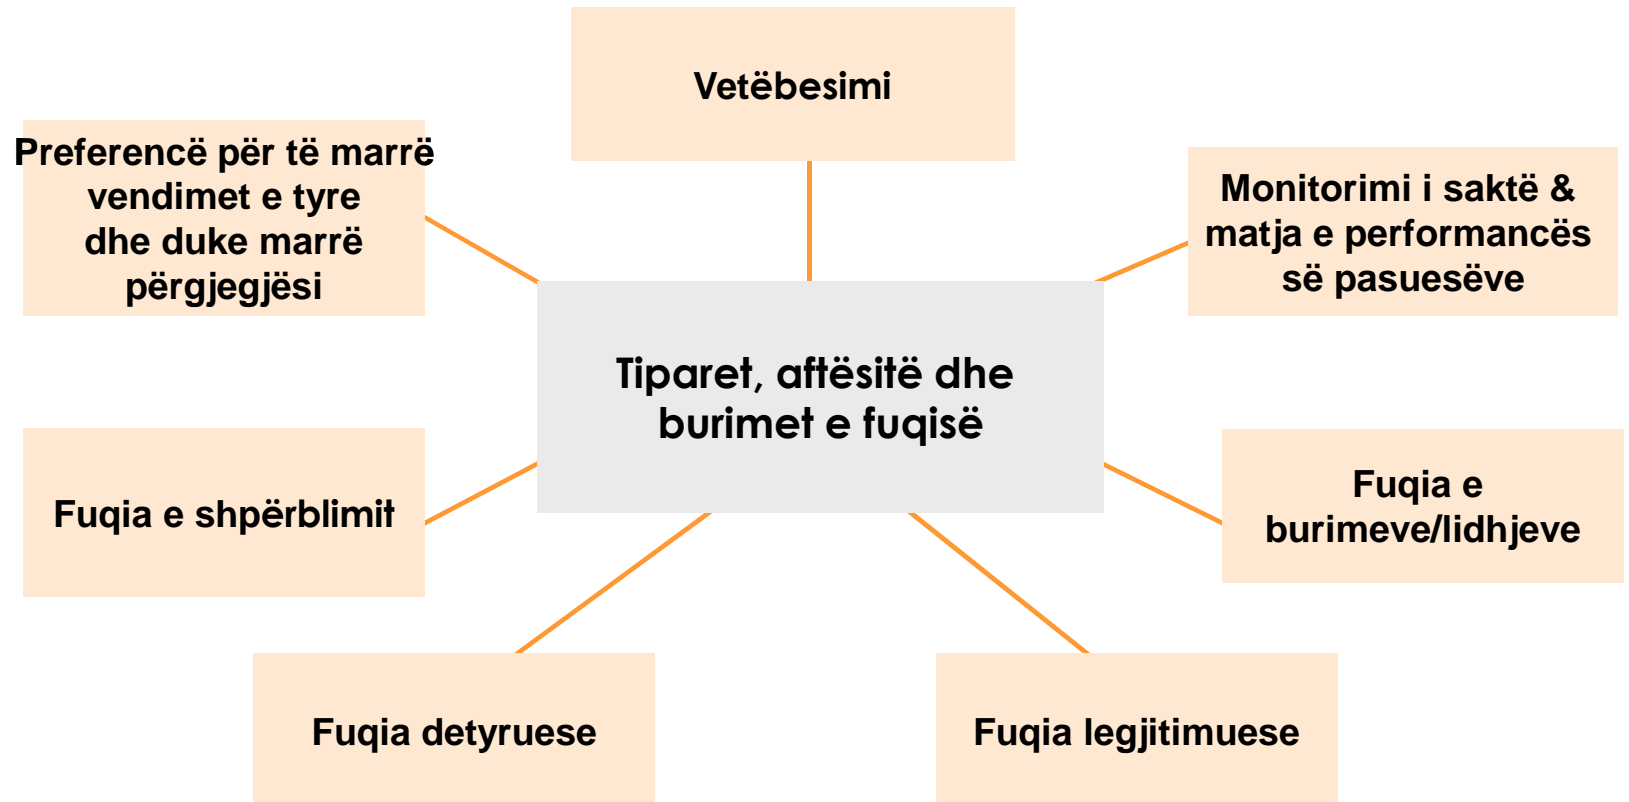 Vetëbesimi
Preferencë për të marrë
vendimet e tyre
dhe duke marrë
përgjegjësi
Monitorimi i saktë &
matja e performancës
së pasuesëve
Tiparet, aftësitë dhe
burimet e fuqisë
Fuqia e shpërblimit
Fuqia e
burimeve/lidhjeve
Fuqia detyruese
Fuqia legjitimuese